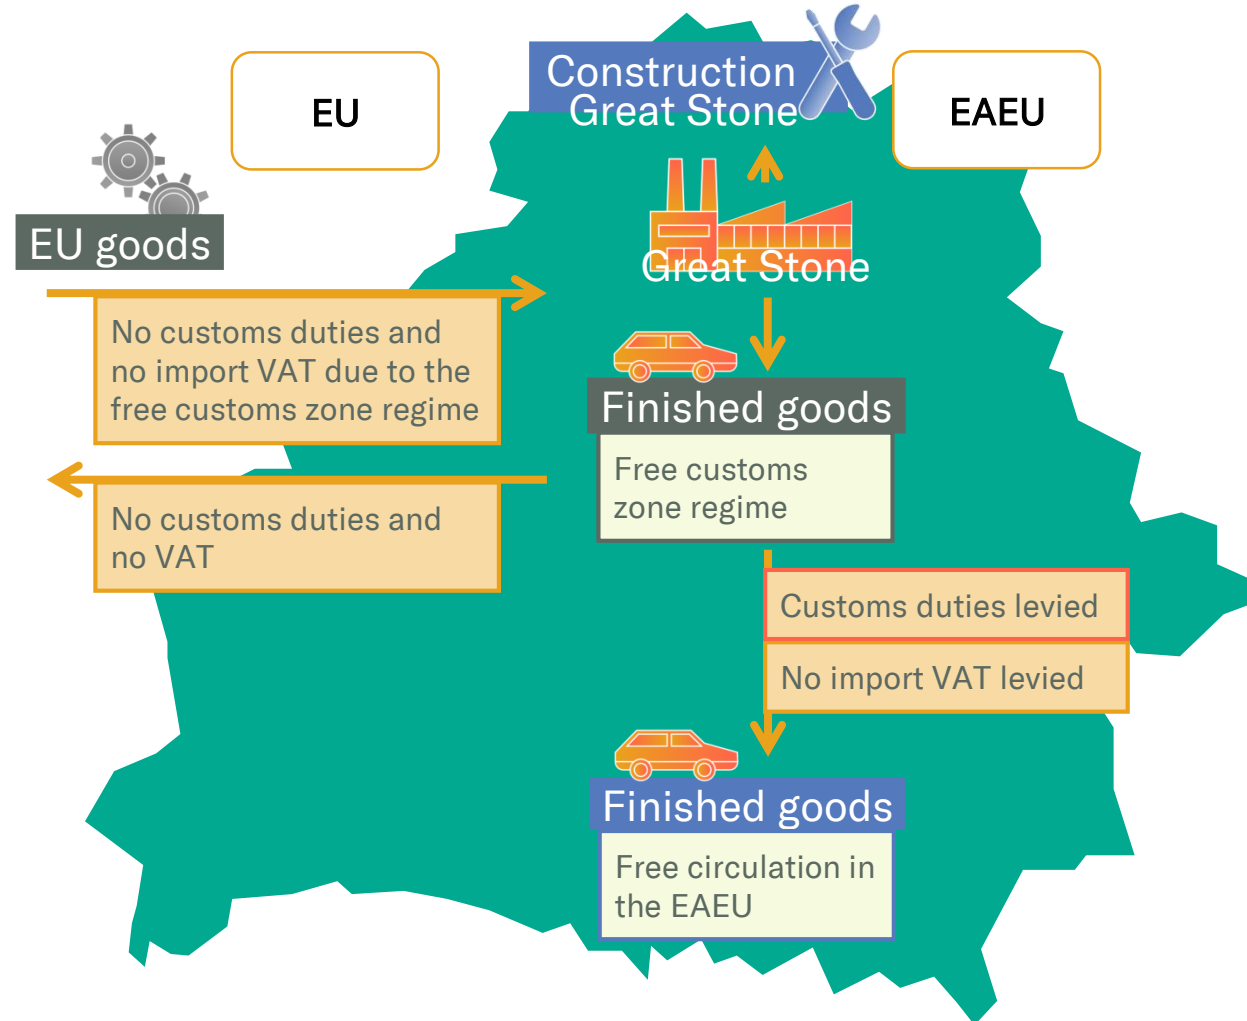 EU
Construction
Great Stone
EAEU
EU goods
Great Stone
No customs duties and
no import VAT due to the
free customs zone regime
Finished goods
Free customs
zone regime
No customs duties and
no VAT
Customs duties levied
No import VAT levied
Finished goods
Free circulation in
the EAEU